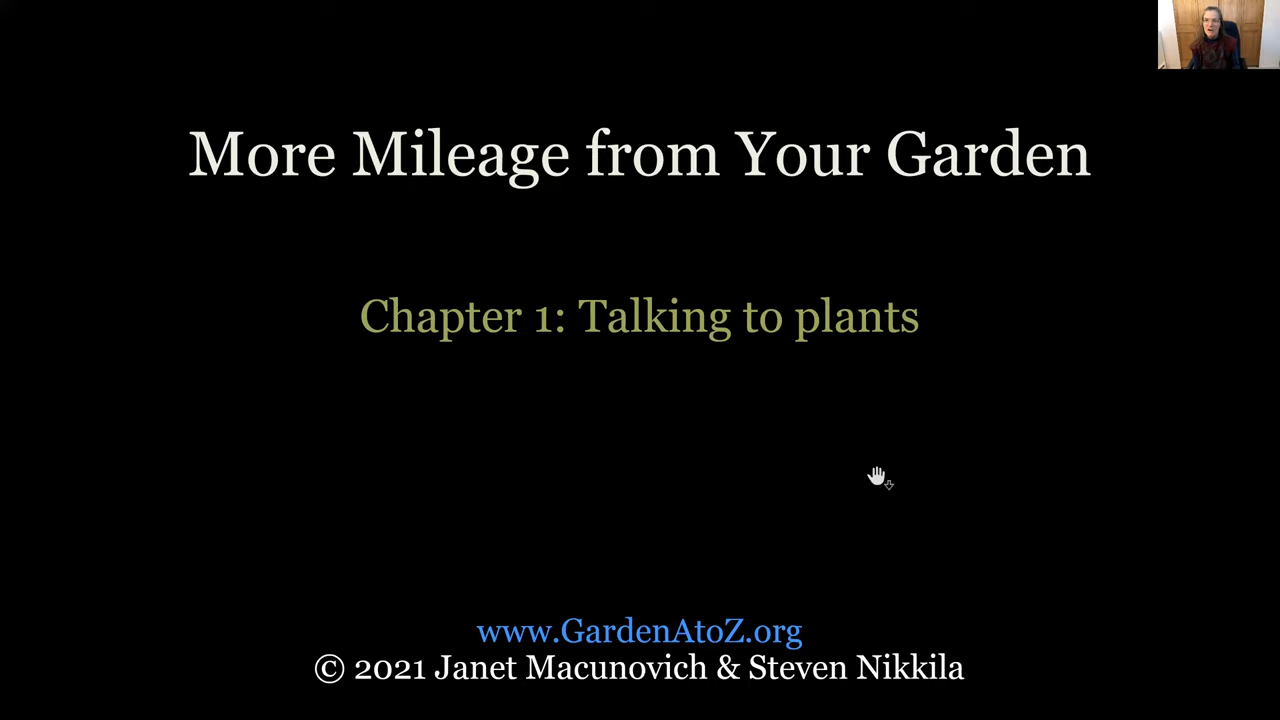 More Mileage from Your Garden
Chapter 1: Talking to plants
www.GardenAtoZ.org
© 2021 Janet Macunovich & Steven Nikkila